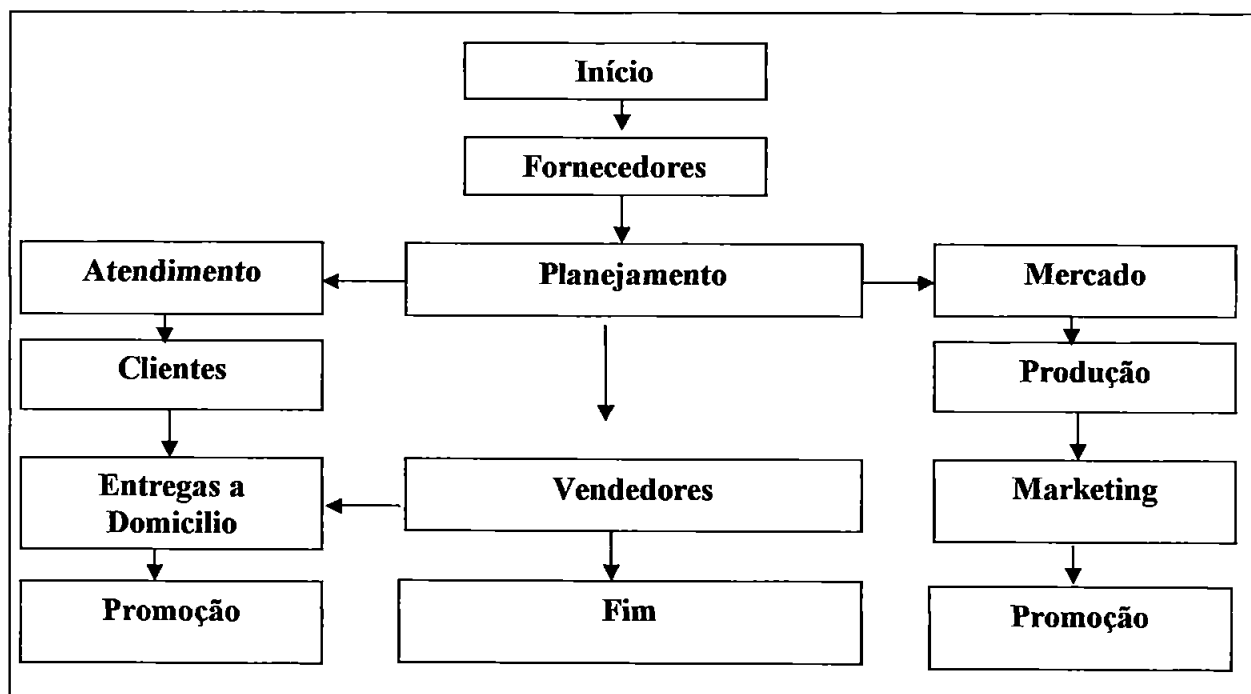 Início
Fornecedores
Atendimento
Planejamento
Mercado
Clientes
Produção
Entregas a
Domicilio
Vendedores
Marketing
Promoção
Fim
Promoção